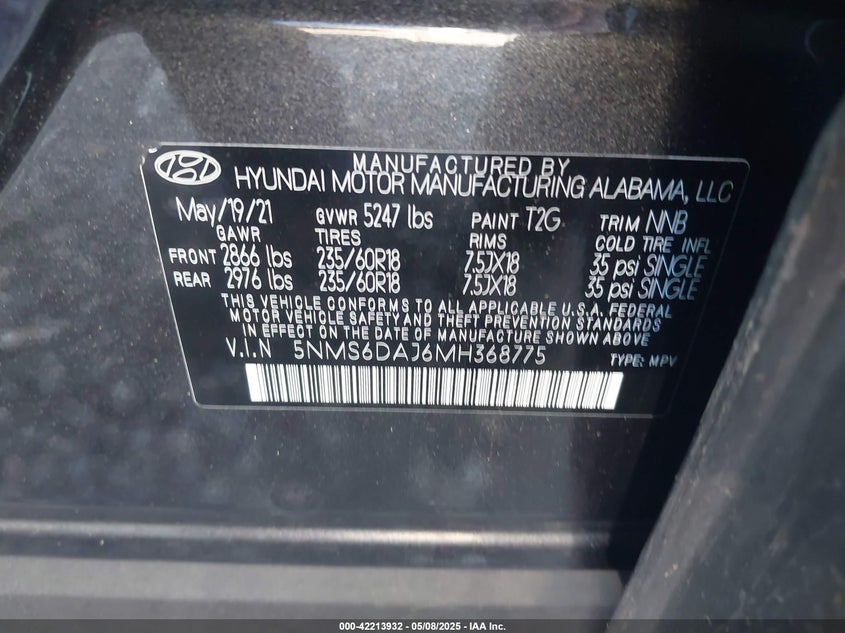 MANUFACTURED BY
HYUNDAI MOTOR MANUFACTURING ALABAMA, LLC
May/19/21 GVWR 5247 lbs PAINT T2G TRIM NNB
GAWR TIRES RIMS COLD TIRE INFL
FRONT 2866 lbs 235/60R18 7.5JX18 35 psi SINGLE
REAR 2976 lbs 235/60R18 7.5JX18 35 psi SINGLE
THIS VEHICLE CONFORMS TO ALL APPLICABLE U.S.A. FEDERAL
MOTOR VEHICLE SAFETY AND THEFT PREVENTION STANDARDS
IN EFFECT ON THE DATE OF MANUFACTURE SHOWN ABOVE
V.I.N 5NMS6DAJ6MH368775 TYPE: MPV
000-42213932 - 05/08/2025 - IAA Inc.